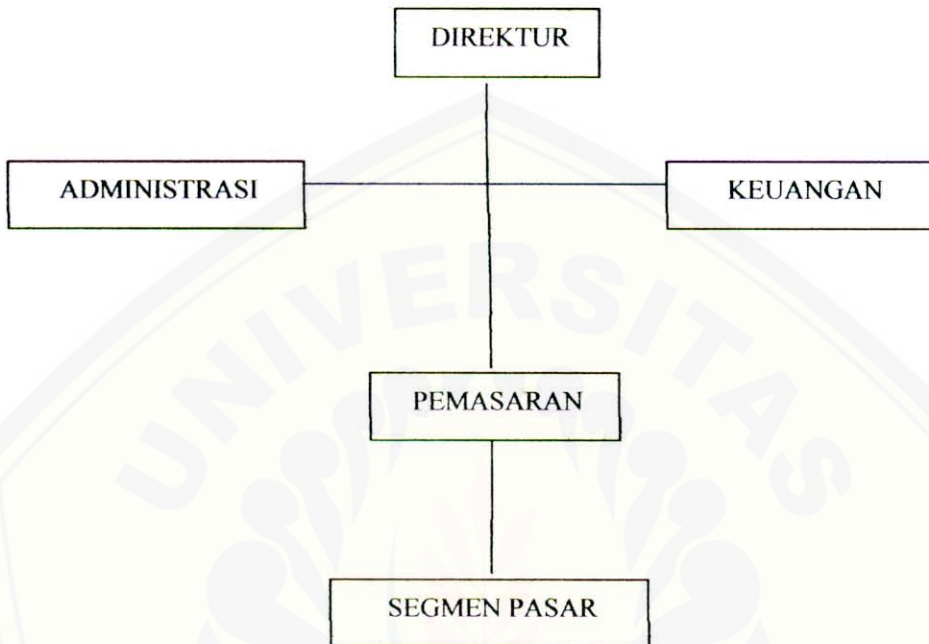 DIREKTUR
ADMINISTRASI
KEUANGAN
UNIVERSITAS
PEMASARAN
SEGMEN PASAR